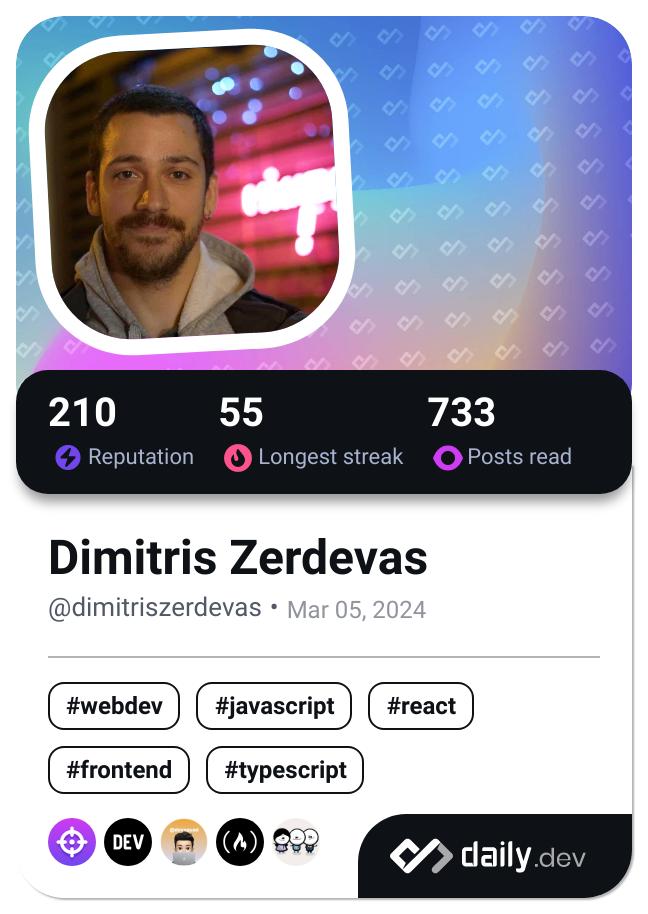 210 55 733
Reputation Longest streak Posts read
Dimitris Zerdevas
@dimitriszerdevas • Mar 05, 2024
#webdev #javascript #react
#frontend #typescript
DEV
daily.dev